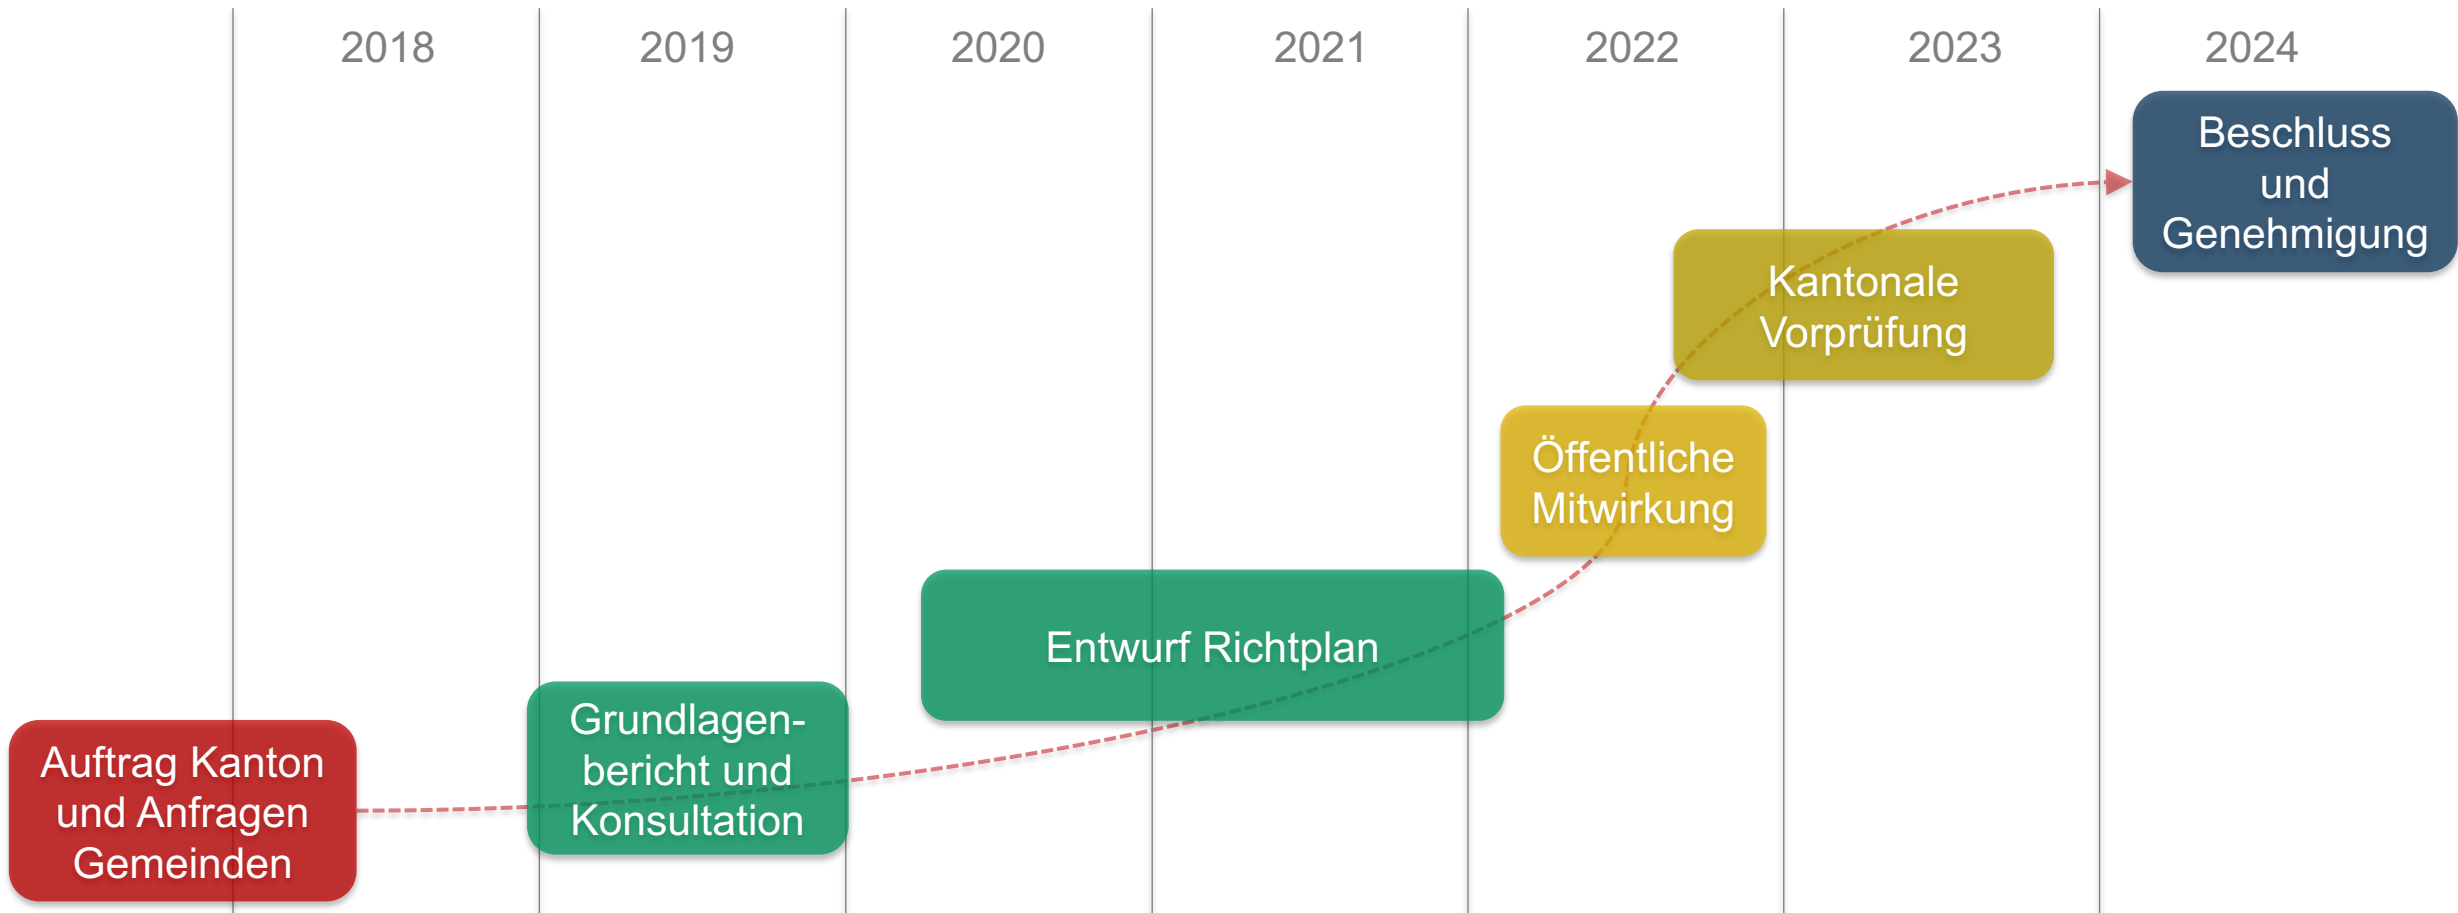 2018
2019
2020
2021
2022
2023
2024
Beschluss
und
Genehmigung
Kantonale
Vorprüfung
Öffentliche
Mitwirkung
Entwurf Richtplan
Grundlagen-
bericht und
Konsultation
Auftrag Kanton
und Anfragen
Gemeinden